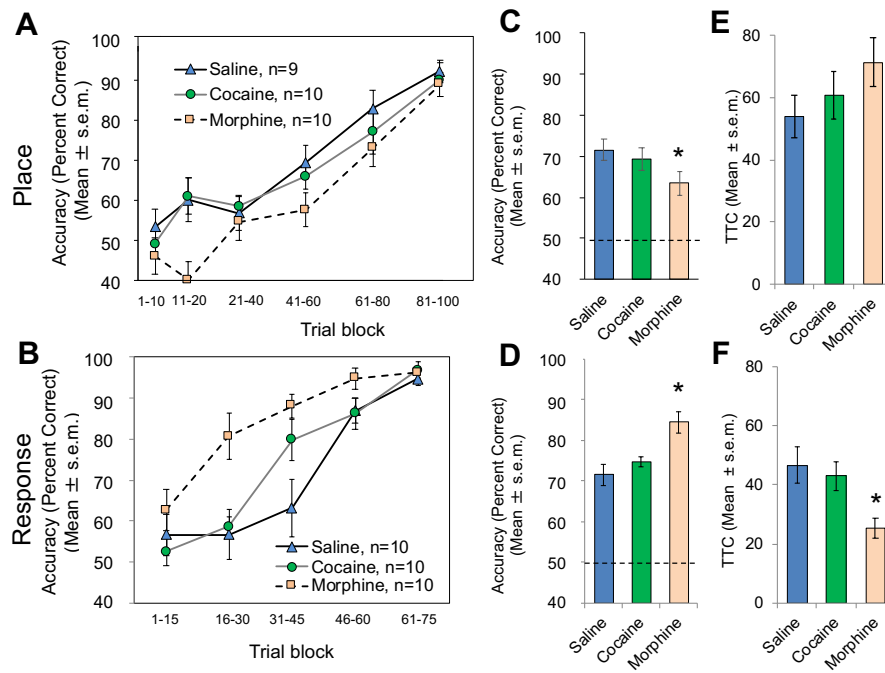 A
Place
Accuracy (Percent Correct)
(Mean ± s.e.m.)
100
90
80
70
60
50
40
Saline, n=9
Cocaine, n=10
Morphine, n=10
1-10 11-20 21-40 41-60 61-80 81-100
Trial block
C
Accuracy (Percent Correct)
(Mean ± s.e.m.)
100
90
80
70
60
50
40
*
Saline Cocaine Morphine
E
TTC (Mean ± s.e.m.)
80
60
40
20
0
Saline Cocaine Morphine
B
Response
Accuracy (Percent Correct)
(Mean ± s.e.m.)
100
90
80
70
60
50
40
Saline, n=10
Cocaine, n=10
Morphine, n=10
1-15 16-30 31-45 46-60 61-75
Trial block
D
Accuracy (Percent Correct)
(Mean ± s.e.m.)
100
90
80
70
60
50
40
*
Saline Cocaine Morphine
F
TTC (Mean ± s.e.m.)
80
60
40
20
0
*
Saline Cocaine Morphine